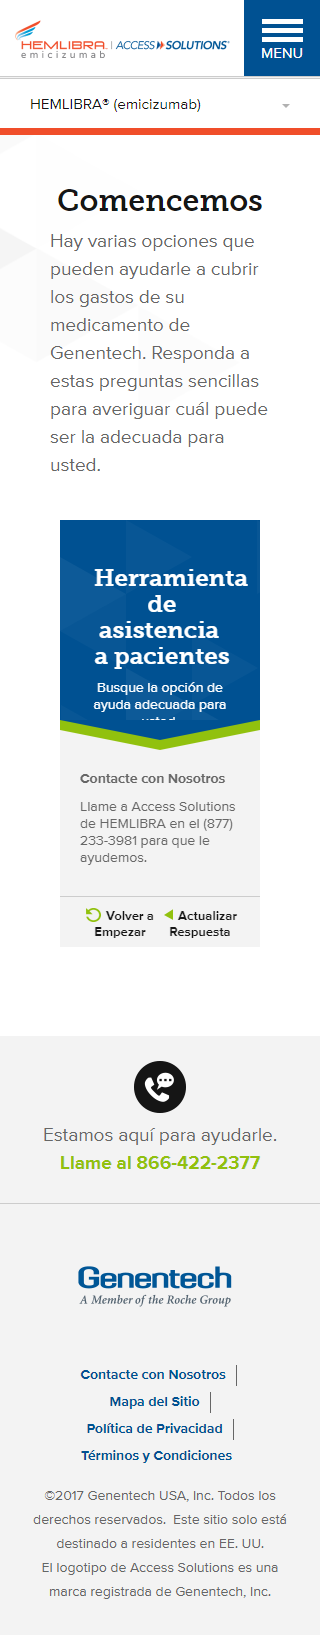 HEMLIBRA® | ACCESS SOLUTIONS®
emicizumab
MENU
HEMLIBRA® (emicizumab)
Comencemos
Hay varias opciones que
pueden ayudarle a cubrir
los gastos de su
medicamento de
Genentech. Responda a
estas preguntas sencillas
para averiguar cuál puede
ser la adecuada para
usted.
Herramienta
de
asistencia
a pacientes
Busque la opción de
ayuda adecuada para
usted
Contacte con Nosotros
Llame a Access Solutions
de HEMLIBRA en el (877)
233-3981 para que le
ayudemos.
Volver a Empezar
Actualizar Respuesta
Estamos aquí para ayudarle.
Llame al 866-422-2377
Genentech
A Member of the Roche Group
Contacte con Nosotros
Mapa del Sitio
Política de Privacidad
Términos y Condiciones
©2017 Genentech USA, Inc. Todos los
derechos reservados. Este sitio solo está
destinado a residentes en EE. UU.
El logotipo de Access Solutions es una
marca registrada de Genentech, Inc.